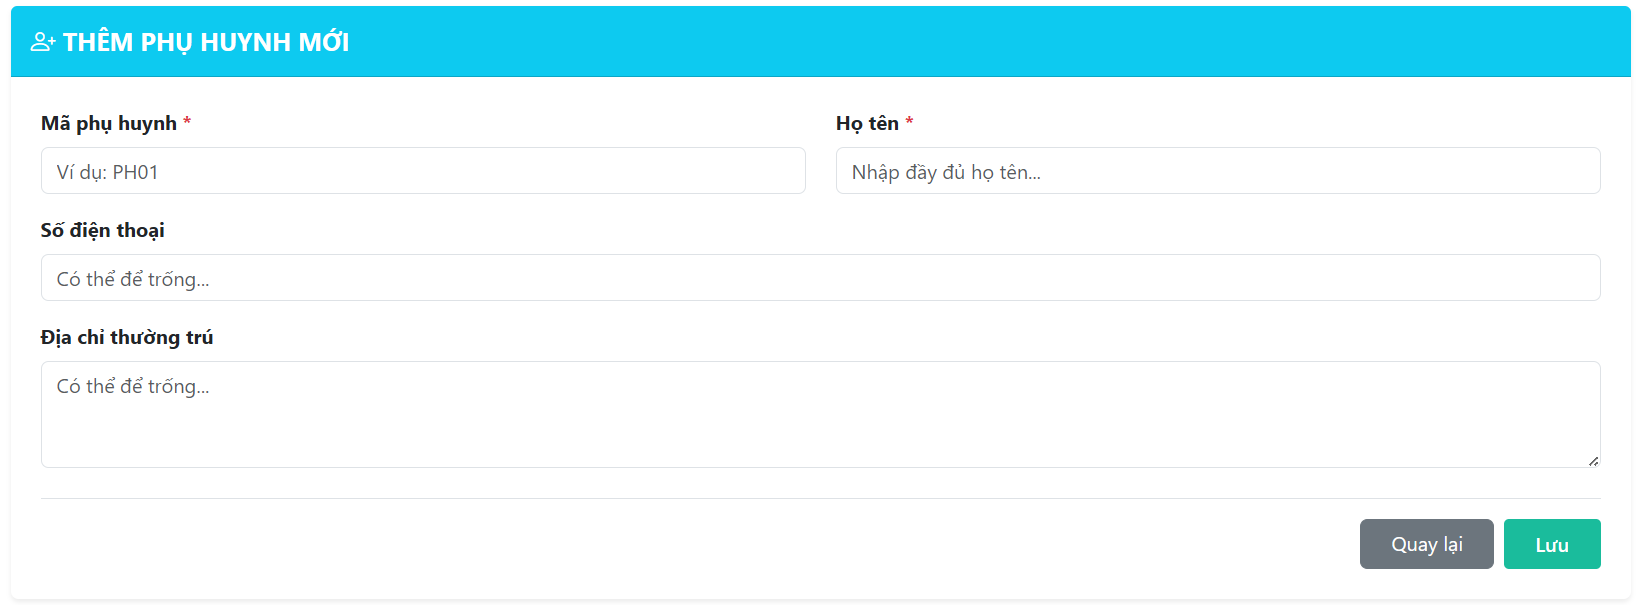 THÊM PHỤ HUYNH MỚI
Mã phụ huynh *
Ví dụ: PH01
Họ tên *
Nhập đầy đủ họ tên...
Số điện thoại
Có thể để trống...
Địa chỉ thường trú
Có thể để trống...
Quay lại
Lưu